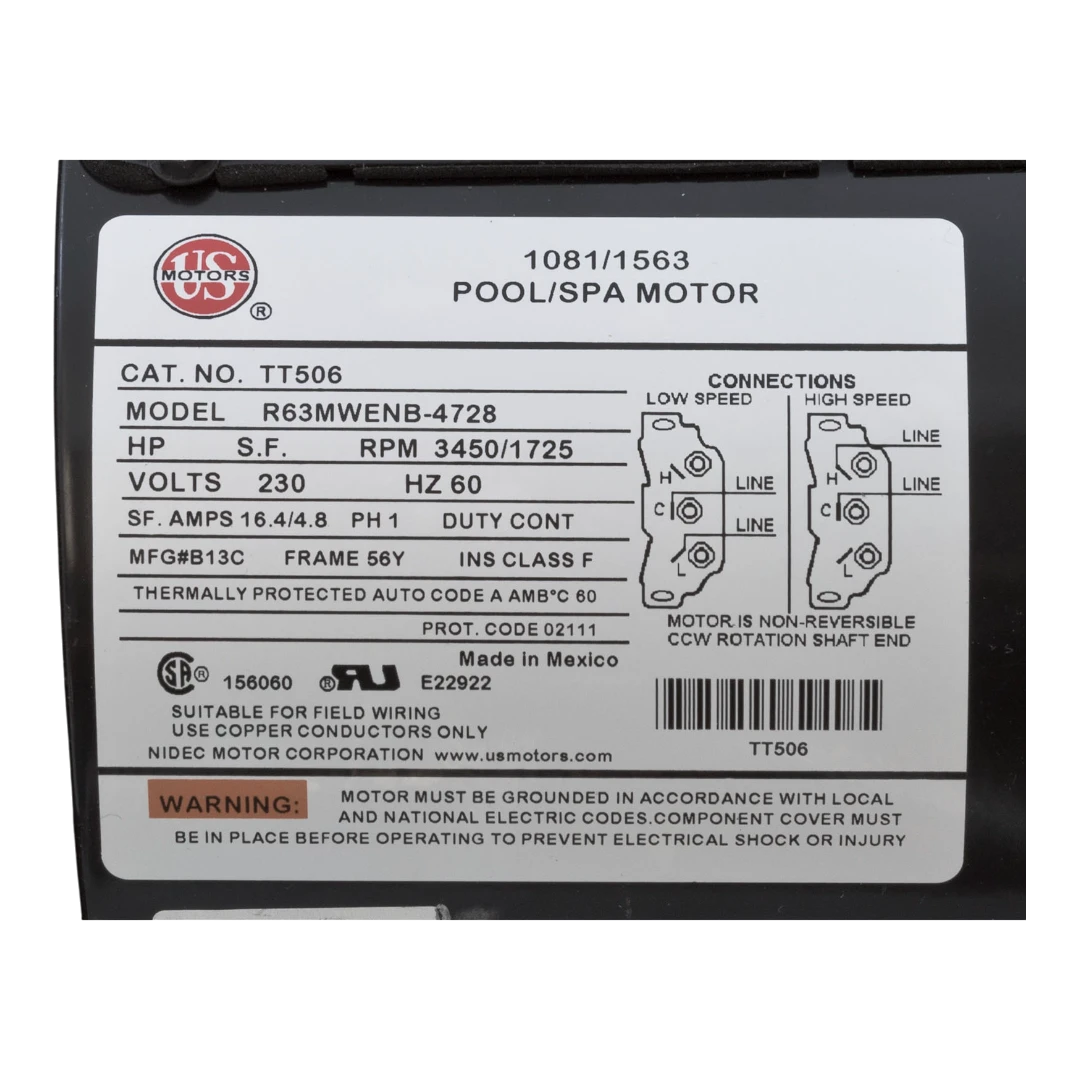 US
MOTORS
®
1081/1563
POOL/SPA MOTOR
CAT. NO. TT506
MODEL R63MWENB-4728
HP S.F. RPM 3450/1725
VOLTS 230 HZ 60
SF. AMPS 16.4/4.8 PH 1 DUTY CONT
MFG#B13C FRAME 56Y INS CLASS F
THERMALLY PROTECTED AUTO CODE A AMB°C 60
PROT. CODE 02111
Made in Mexico
SA ® 156060 ® RU E22922
SUITABLE FOR FIELD WIRING
USE COPPER CONDUCTORS ONLY
NIDEC MOTOR CORPORATION www.usmotors.com
CONNECTIONS
LOW SPEED HIGH SPEED
H
LINE
C
LINE
L
LINE
H
LINE
C
L
MOTOR IS NON-REVERSIBLE
CCW ROTATION SHAFT END
TT506
WARNING: MOTOR MUST BE GROUNDED IN ACCORDANCE WITH LOCAL
AND NATIONAL ELECTRIC CODES.COMPONENT COVER MUST
BE IN PLACE BEFORE OPERATING TO PREVENT ELECTRICAL SHOCK OR INJURY